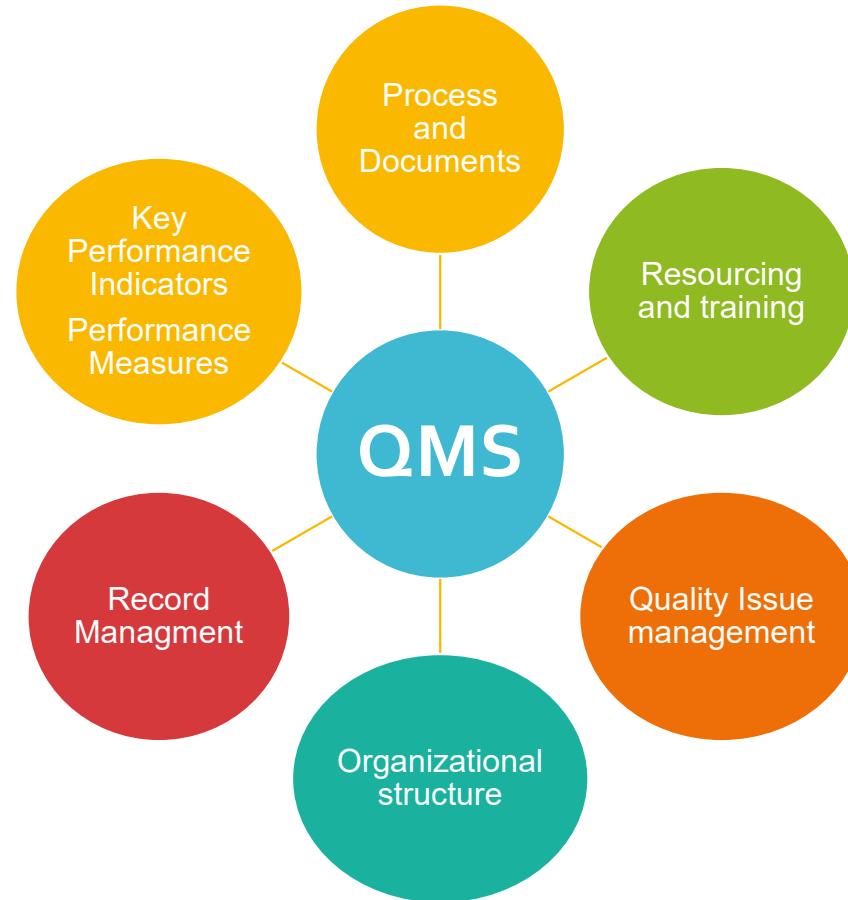 Process
and
Documents
Key
Performance
Indicators
Performance
Measures
Resourcing
and training
QMS
Record
Managment
Quality Issue
management
Organizational
structure